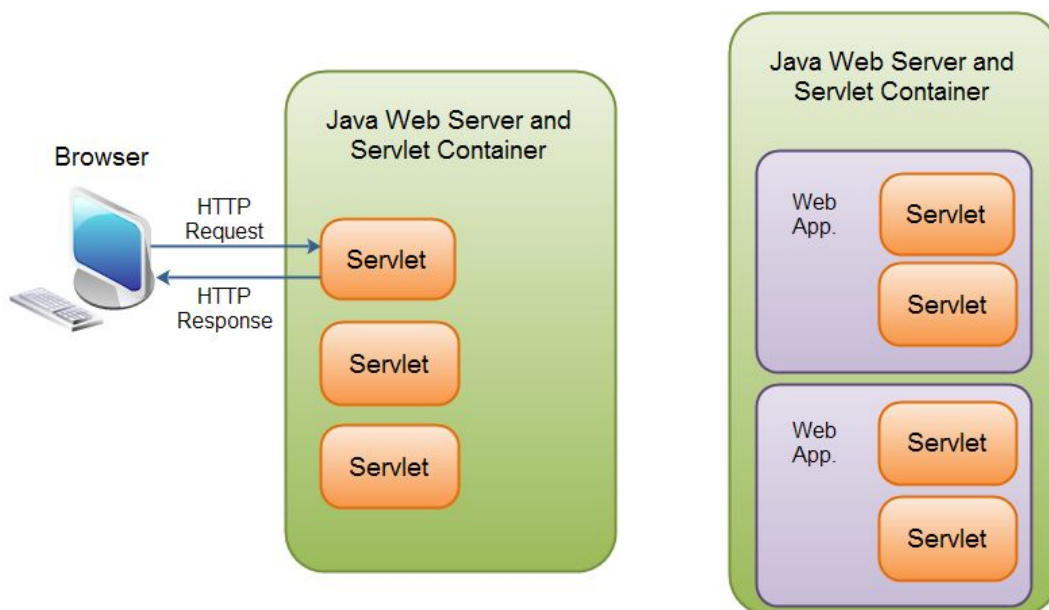 Browser
HTTP
Request
HTTP
Response
Java Web Server and
Servlet Container
Servlet
Servlet
Servlet
Java Web Server and
Servlet Container
Web
App.
Servlet
Servlet
Web
App.
Servlet
Servlet